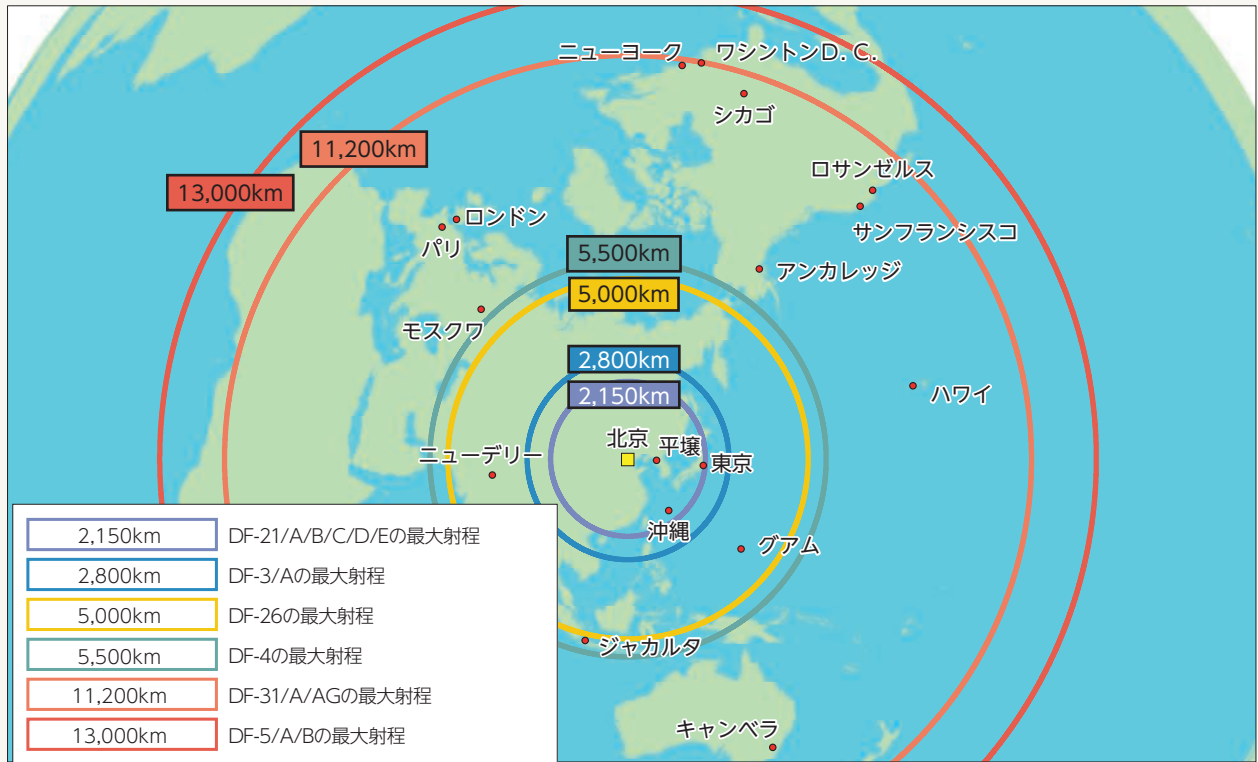 ニューヨーク
ワシントンD.C.
シカゴ
11,200km
13,000km
ロサンゼルス
ロンドン
サンフランシスコ
パリ
5,500km
アンカレッジ
5,000km
モスクワ
2,800km
2,150km
ハワイ
北京
平壌
ニューデリー
東京
沖縄
グアム
ジャカルタ
キャンベラ
2,150km DF-21/A/B/C/D/Eの最大射程
2,800km DF-3/Aの最大射程
5,000km DF-26の最大射程
5,500km DF-4の最大射程
11,200km DF-31/A/AGの最大射程
13,000km DF-5/A/Bの最大射程